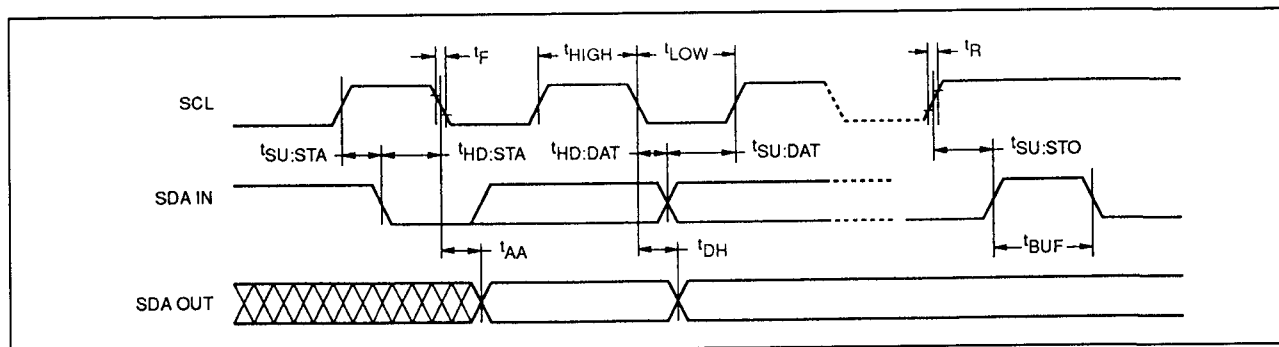 tF
tHIGH
tLOW
tR
SCL
tSU:STA
tHD:STA
tHD:DAT
tSU:DAT
tSU:STO
SDA IN
tAA
tDH
tBUF
SDA OUT